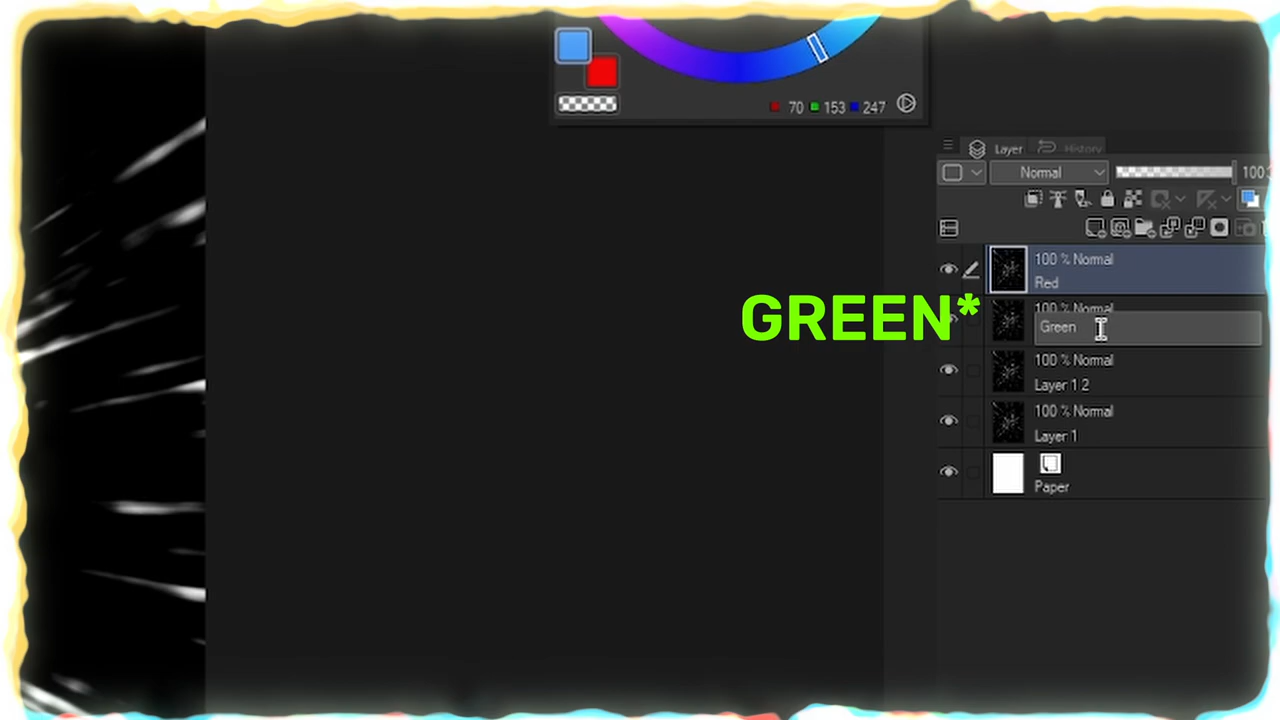 70 153 247
Layer History
Normal 100
100 % Normal
Red
GREEN*
100 % Normal
Green
100 % Normal
Layer 1 2
100 % Normal
Layer 1
Paper